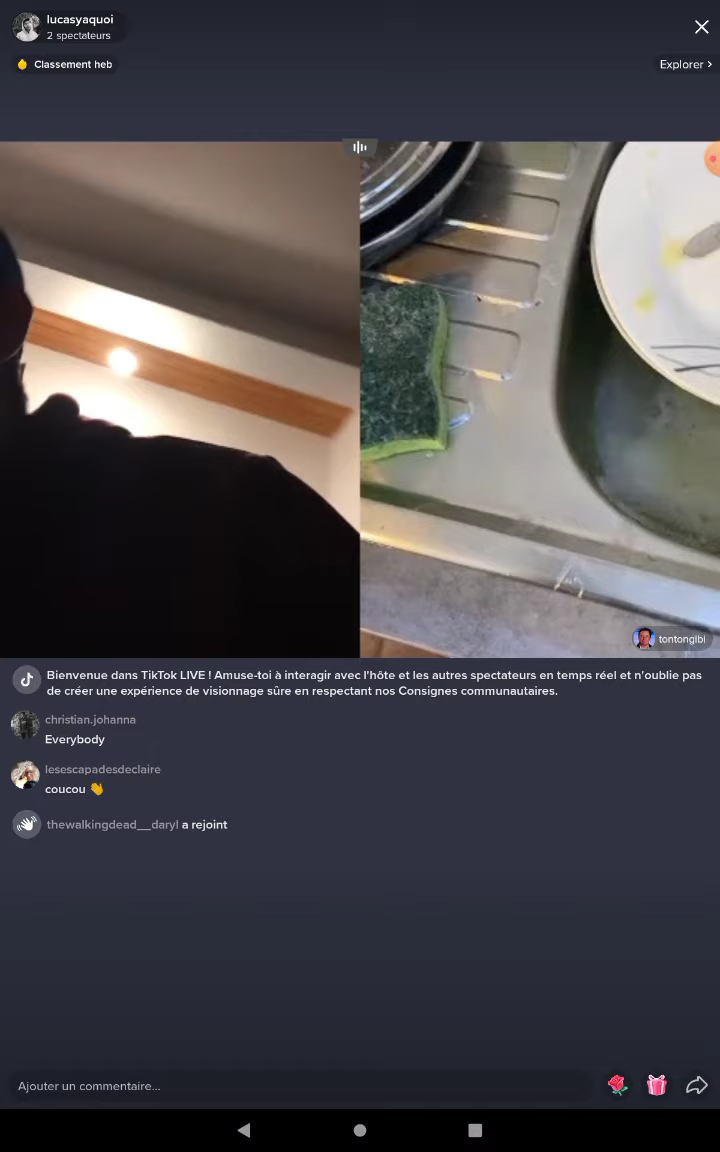 lucasyaquoi
2 spectateurs
Classement heb
Explorer >
tontongibi
Bienvenue dans TikTok LIVE ! Amuse-toi à interagir avec l'hôte et les autres spectateurs en temps réel et n'oublie pas
de créer une expérience de visionnage sûre en respectant nos Consignes communautaires.
christian.johanna
Everybody
lesescapadesdeclaire
coucou 👋
thewalkingdead__daryl a rejoint
Ajouter un commentaire...